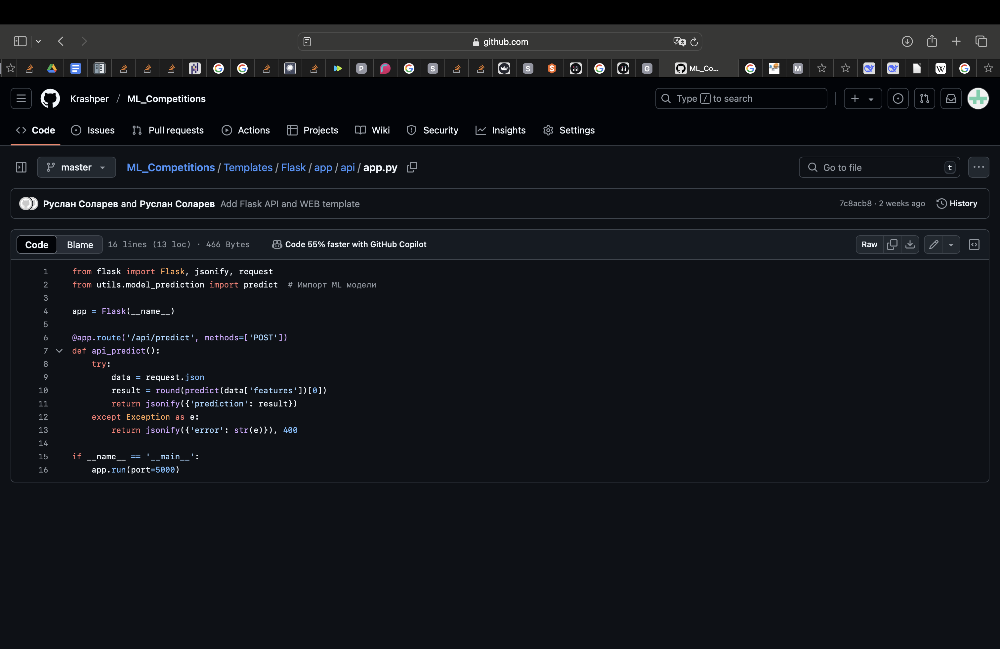 github.com
P
S
S
G
ML_Co...
M
W
Krashper / ML_Competitions
Type / to search
Code
Issues
Pull requests
Actions
Projects
Wiki
Security
Insights
Settings
master
ML_Competitions / Templates / Flask / app / api / app.py
Go to file
t
Руслан Соларев and Руслан Соларев Add Flask API and WEB template
7c8acb8 · 2 weeks ago
History
Code
Blame
16 lines (13 loc) · 466 Bytes
Code 55% faster with GitHub Copilot
Raw
1 from flask import Flask, jsonify, request
2 from utils.model_prediction import predict  # Импорт ML модели
3
4 app = Flask(__name__)
5
6 @app.route('/api/predict', methods=['POST'])
7 def api_predict():
8     try:
9         data = request.json
10         result = round(predict(data['features'])[0])
11         return jsonify({'prediction': result})
12     except Exception as e:
13         return jsonify({'error': str(e)}), 400
14
15 if __name__ == '__main__':
16     app.run(port=5000)